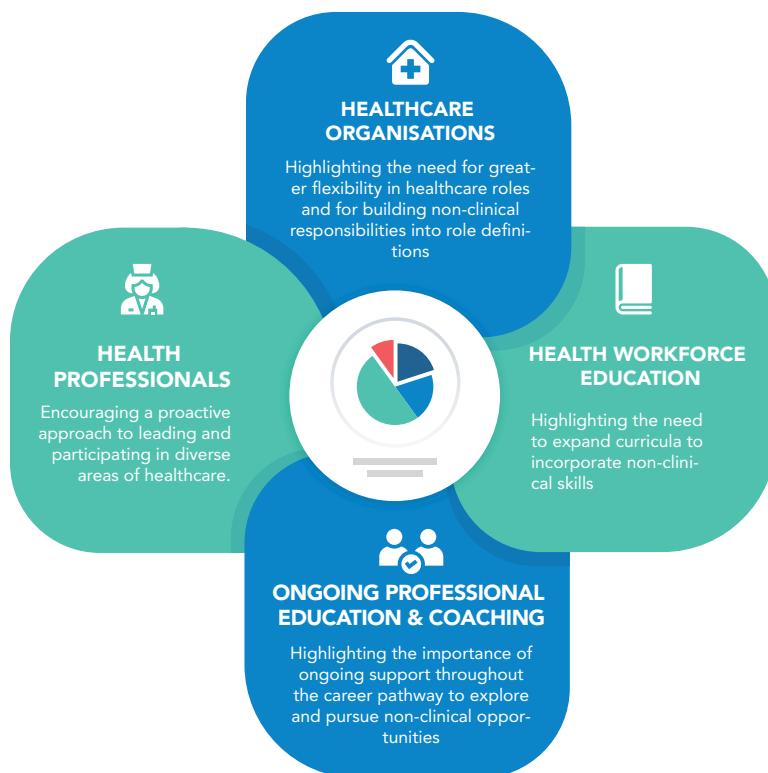 HEALTHCARE
ORGANISATIONS
Highlighting the need for great-
er flexibility in healthcare roles
and for building non-clinical
responsibilities into role defini-
tions
HEALTH
PROFESSIONALS
Encouraging a proactive
approach to leading and
participating in diverse
areas of healthcare.
HEALTH WORKFORCE
EDUCATION
Highlighting the need
to expand curricula to
incorporate non-clini-
cal skills
ONGOING PROFESSIONAL
EDUCATION & COACHING
Highlighting the importance of
ongoing support throughout
the career pathway to explore
and pursue non-clinical oppor-
tunities